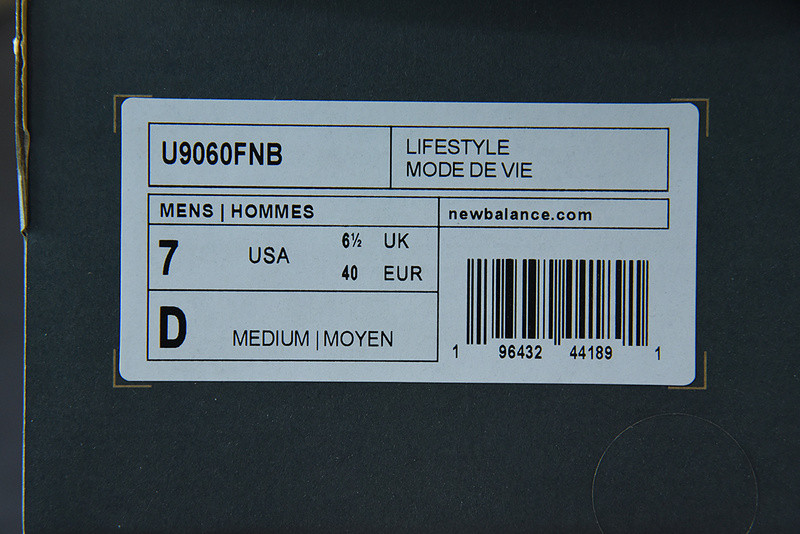 U9060FNB
LIFESTYLE
MODE DE VIE
MENS | HOMMES
newbalance.com
7 USA 6½ UK
40 EUR
D MEDIUM | MOYEN
1 96432 44189 1